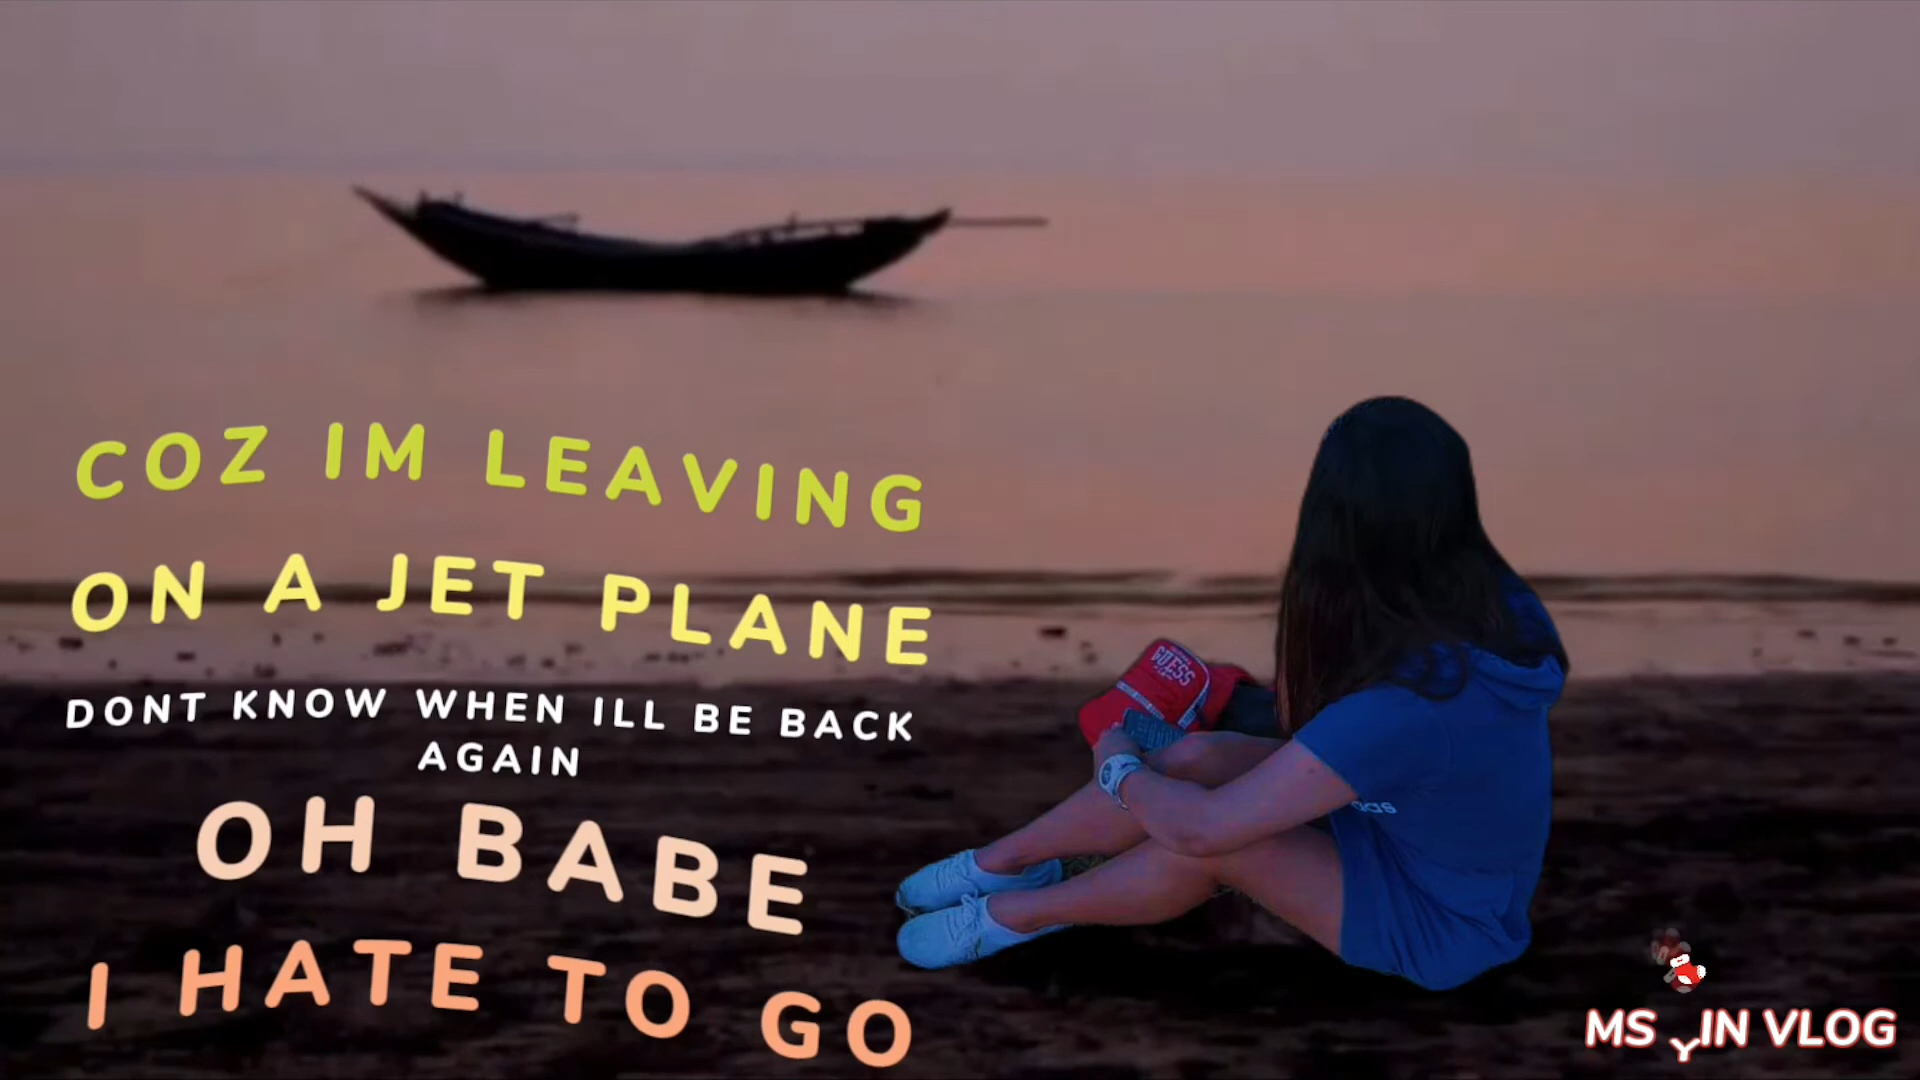 COZ IM LEAVING
ON A JET PLANE
DONT KNOW WHEN ILL BE BACK
AGAIN
OH BABE
I HATE TO GO
GUESS
MS YIN VLOG